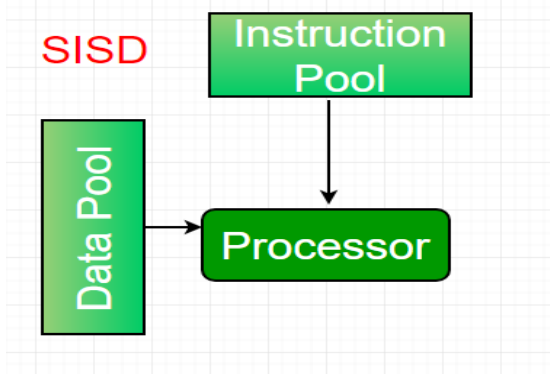 SISD
Instruction
Pool
Data Pool
Processor